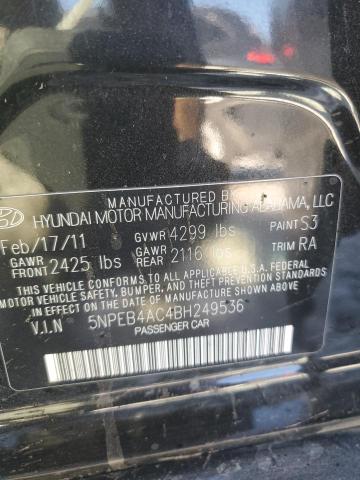 MANUFACTURED BY
HYUNDAI MOTOR MANUFACTURING ALABAMA, LLC
Feb/17/11 GVWR 4299 lbs PAINT S3
GAWR FRONT 2425 lbs GAWR REAR 2116 lbs TRIM RA
THIS VEHICLE CONFORMS TO ALL APPLICABLE U.S.A. FEDERAL
MOTOR VEHICLE SAFETY, BUMPER, AND THEFT PREVENTION STANDARDS
IN EFFECT ON THE DATE OF MANUFACTURE SHOWN ABOVE.
V.I.N 5NPEB4AC4BH249536
PASSENGER CAR